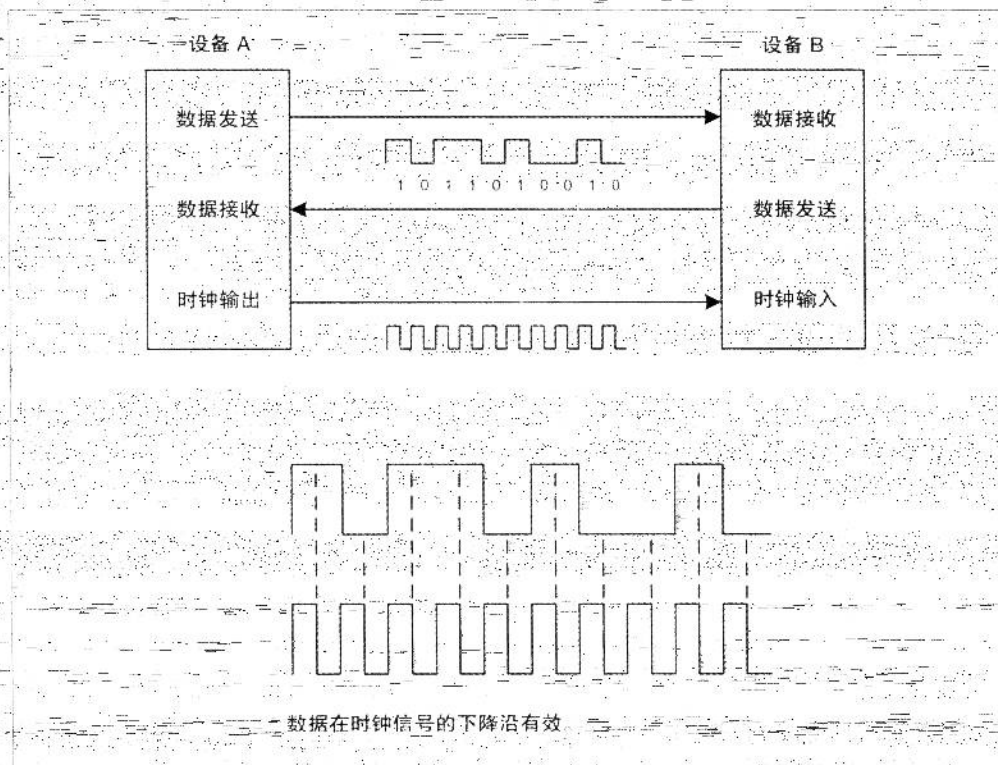 设备 A 设备 B
数据发送 数据接收
1 0 1 1 0 1 0 0 1 0
数据接收 数据发送
时钟输出 时钟输入
数据在时钟信号的下降沿有效